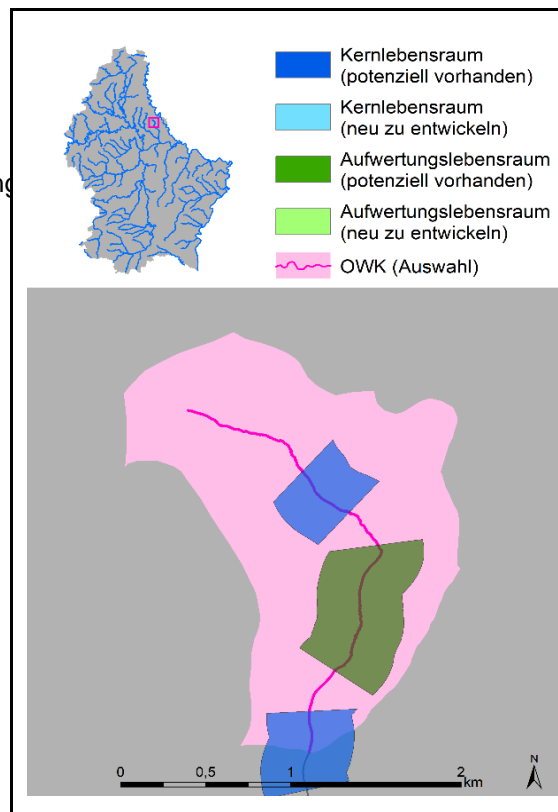 Kernlebensraum
(potenziell vorhanden)
Kernlebensraum
(neu zu entwickeln)
Aufwertungslebensraum
(potenziell vorhanden)
Aufwertungslebensraum
(neu zu entwickeln)
OWK (Auswahl)
ng
N
0 0,5 1 2
km